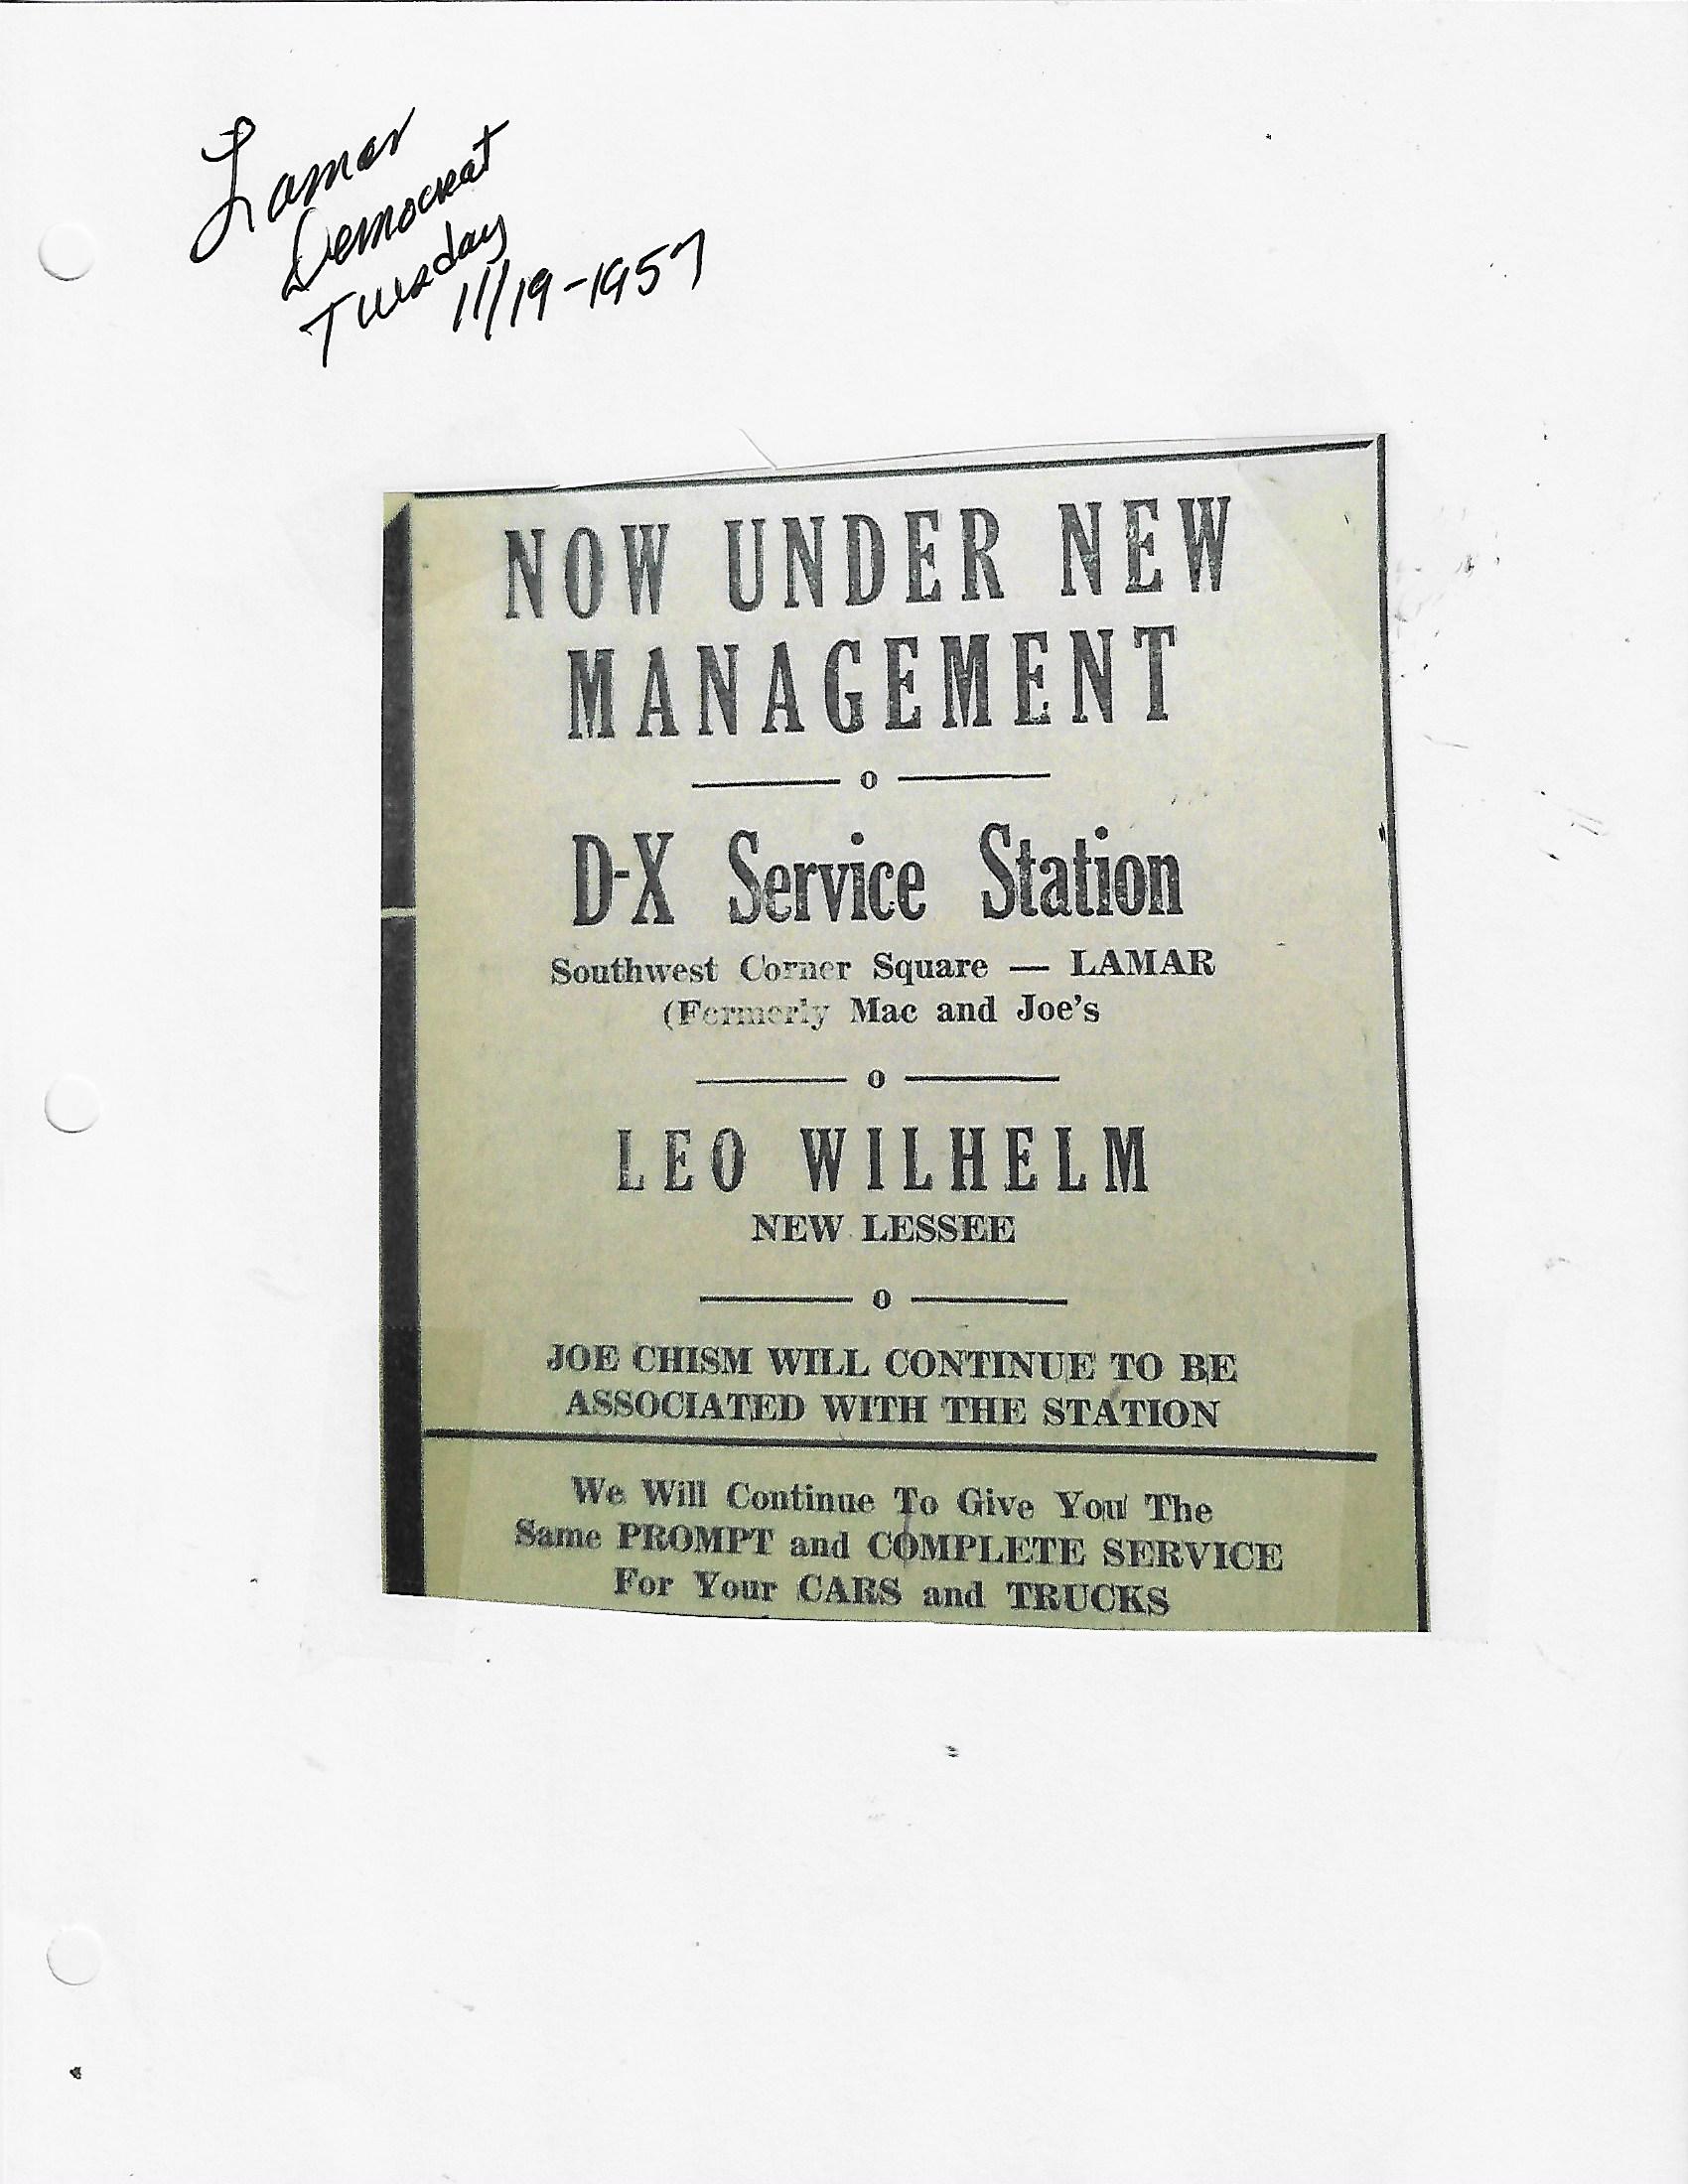 Lamar
Democrat
Tuesday
11/19-1957
NOW UNDER NEW
MANAGEMENT
o
D-X Service Station
Southwest Corner Square — LAMAR
(Formerly Mac and Joe's
o
LEO WILHELM
NEW LESSEE
o
JOE CHISM WILL CONTINUE TO BE
ASSOCIATED WITH THE STATION
We Will Continue To Give You The
Same PROMPT and COMPLETE SERVICE
For Your CARS and TRUCKS